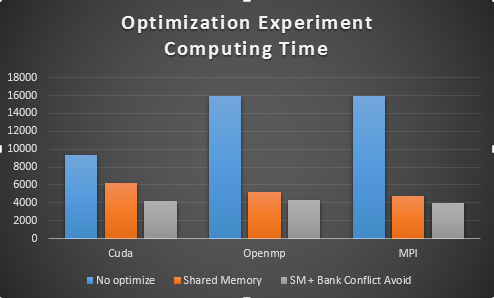 Optimization Experiment
Computing Time
18000
16000
14000
12000
10000
8000
6000
4000
2000
0
Cuda Openmp MPI
No optimize Shared Memory SM + Bank Conflict Avoid